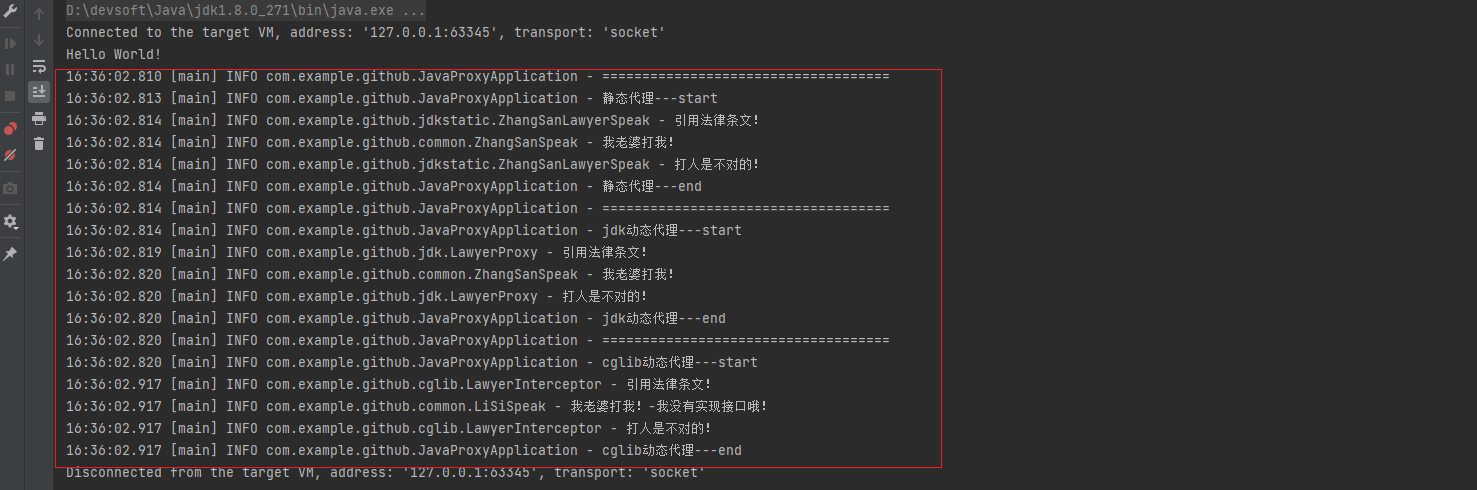 D:\devsoft\Java\jdk1.8.0_271\bin\java.exe ...
Connected to the target VM, address: '127.0.0.1:63345', transport: 'socket'
Hello World!
16:36:02.810 [main] INFO com.example.github.JavaProxyApplication - ====================================
16:36:02.813 [main] INFO com.example.github.JavaProxyApplication - 静态代理---start
16:36:02.814 [main] INFO com.example.github.jdkstatic.ZhangSanLawyerSpeak - 引用法律条文!
16:36:02.814 [main] INFO com.example.github.common.ZhangSanSpeak - 我老婆打我!
16:36:02.814 [main] INFO com.example.github.jdkstatic.ZhangSanLawyerSpeak - 打人是不对的!
16:36:02.814 [main] INFO com.example.github.JavaProxyApplication - 静态代理---end
16:36:02.814 [main] INFO com.example.github.JavaProxyApplication - ====================================
16:36:02.814 [main] INFO com.example.github.JavaProxyApplication - jdk动态代理---start
16:36:02.819 [main] INFO com.example.github.jdk.LawyerProxy - 引用法律条文!
16:36:02.820 [main] INFO com.example.github.common.ZhangSanSpeak - 我老婆打我!
16:36:02.820 [main] INFO com.example.github.jdk.LawyerProxy - 打人是不对的!
16:36:02.820 [main] INFO com.example.github.JavaProxyApplication - jdk动态代理---end
16:36:02.820 [main] INFO com.example.github.JavaProxyApplication - ====================================
16:36:02.820 [main] INFO com.example.github.JavaProxyApplication - cglib动态代理---start
16:36:02.917 [main] INFO com.example.github.cglib.LawyerInterceptor - 引用法律条文!
16:36:02.917 [main] INFO com.example.github.common.LiSiSpeak - 我老婆打我! -我没有实现接口哦!
16:36:02.917 [main] INFO com.example.github.cglib.LawyerInterceptor - 打人是不对的!
16:36:02.917 [main] INFO com.example.github.JavaProxyApplication - cglib动态代理---end
Disconnected from the target VM, address: '127.0.0.1:63345', transport: 'socket'